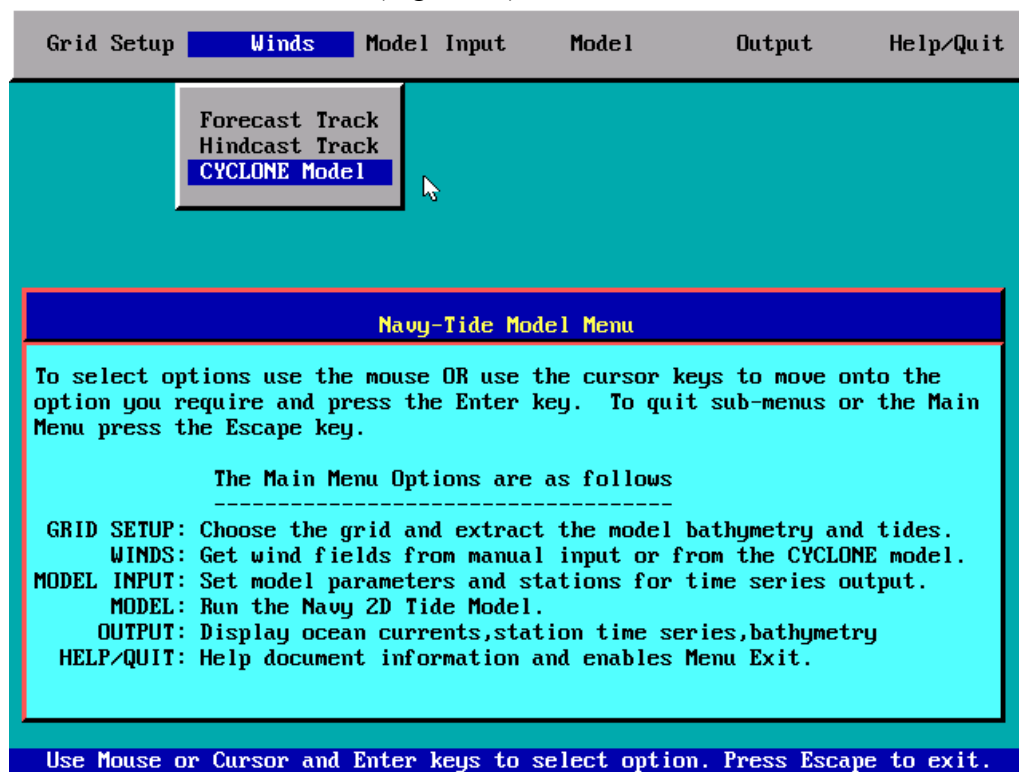 Grid Setup Winds Model Input Model Output Help/Quit
Forecast Track
Hindcast Track
CYCLONE Model
Navy-Tide Model Menu
To select options use the mouse OR use the cursor keys to move onto the
option you require and press the Enter key. To quit sub-menus or the Main
Menu press the Escape key.
The Main Menu Options are as follows
------------------------------------
GRID SETUP: Choose the grid and extract the model bathymetry and tides.
WINDS: Get wind fields from manual input or from the CYCLONE model.
MODEL INPUT: Set model parameters and stations for time series output.
MODEL: Run the Navy 2D Tide Model.
OUTPUT: Display ocean currents,station time series,bathymetry
HELP/QUIT: Help document information and enables Menu Exit.
Use Mouse or Cursor and Enter keys to select option. Press Escape to exit.